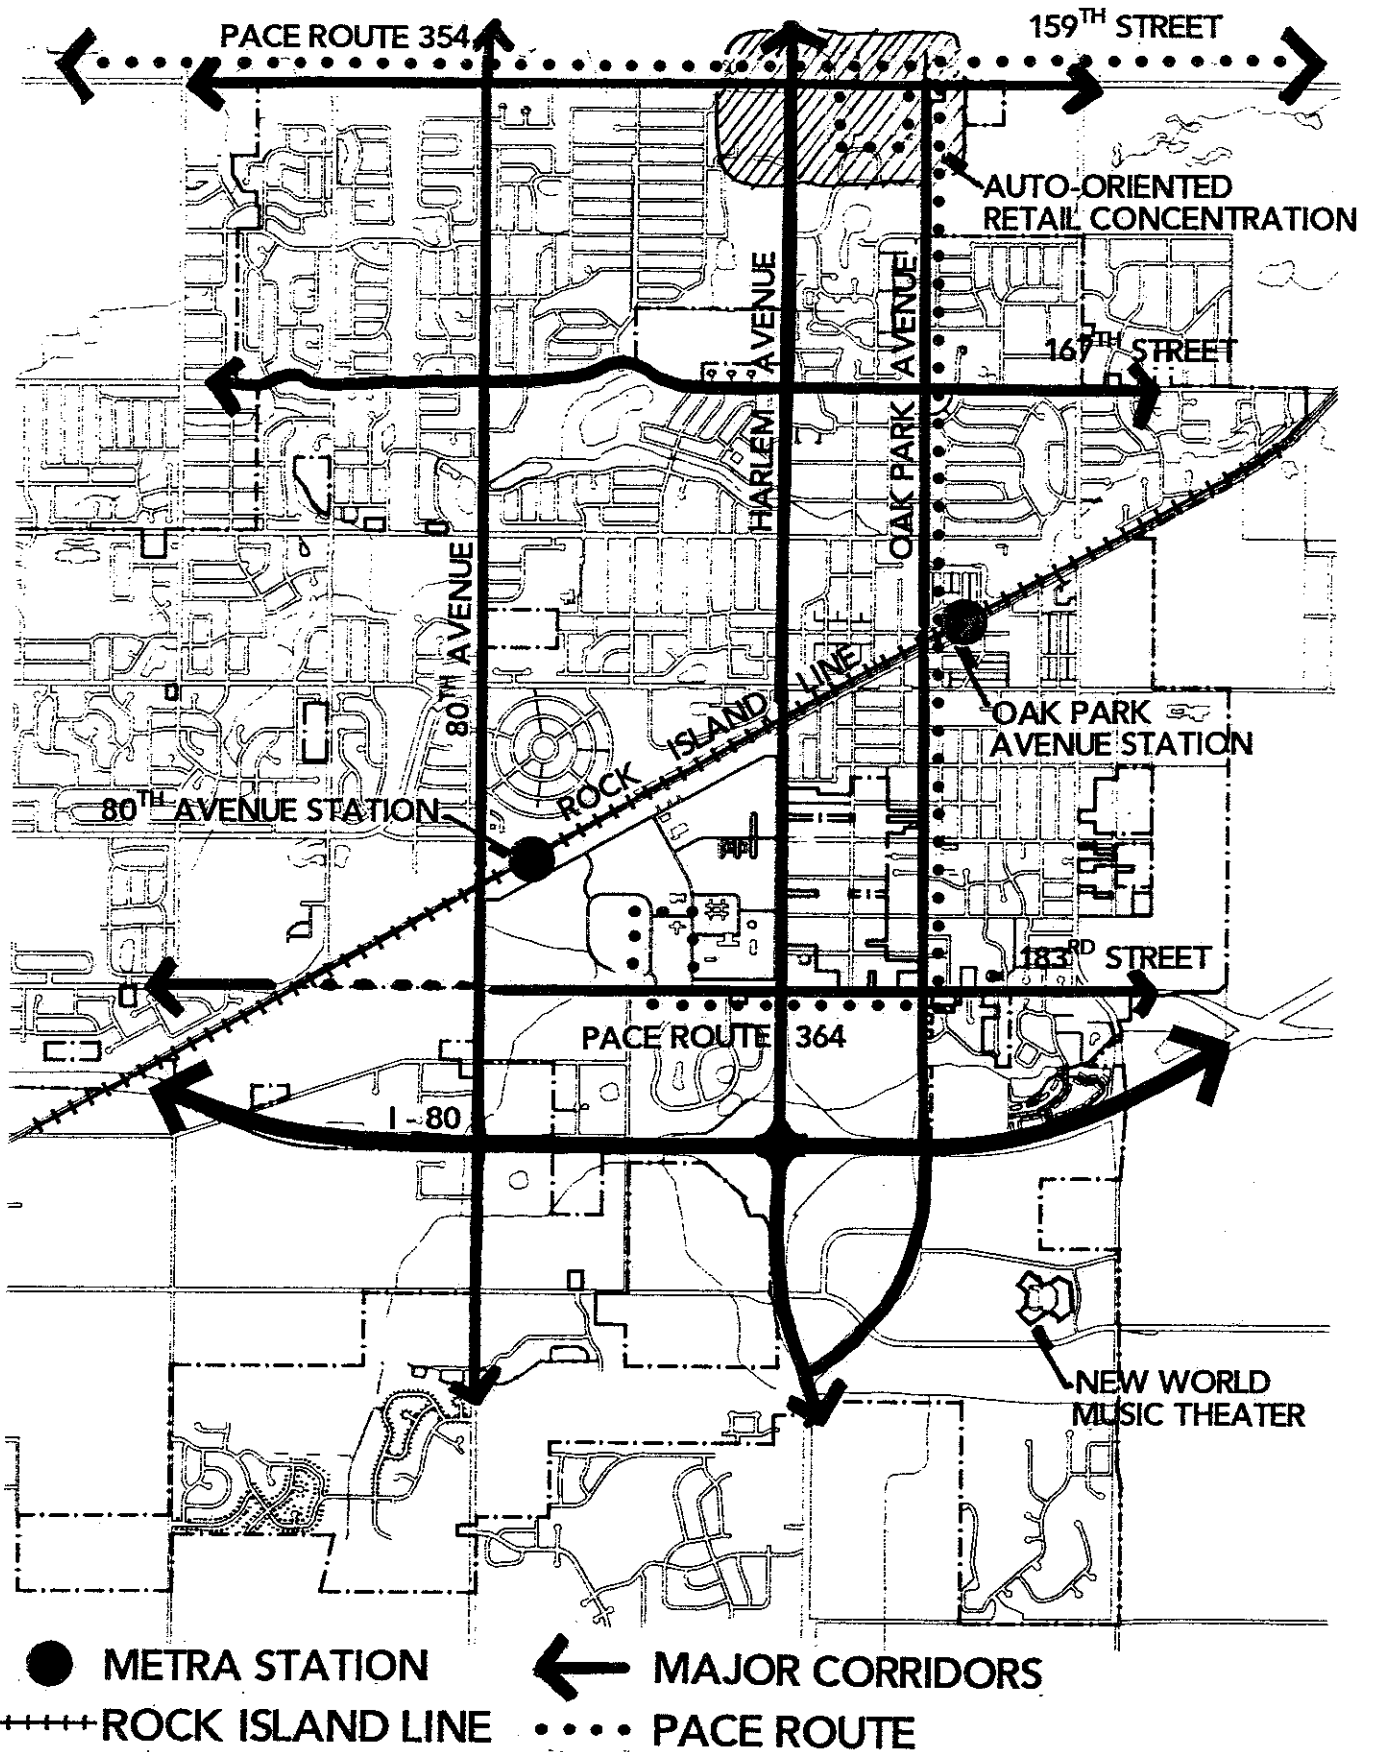 PACE ROUTE 354
159TH STREET
AUTO-ORIENTED
RETAIL CONCENTRATION
HARLEM AVENUE
OAK PARK AVENUE
167TH STREET
80TH AVENUE
ROCK ISLAND LINE
OAK PARK
AVENUE STATION
80TH AVENUE STATION
183RD STREET
PACE ROUTE 364
I - 80
NEW WORLD
MUSIC THEATER
METRA STATION
MAJOR CORRIDORS
ROCK ISLAND LINE
PACE ROUTE